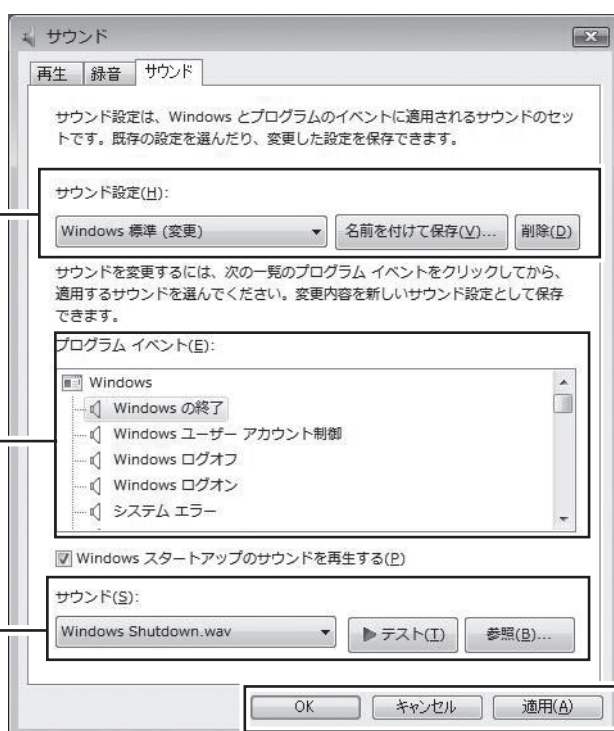 サウンド
再生 録音 サウンド
サウンド設定は、Windows とプログラムのイベントに適用されるサウンドのセッ
トです。既存の設定を選んだり、変更した設定を保存できます。
サウンド設定(H):
Windows 標準 (変更) 名前を付けて保存(V)... 削除(D)
サウンドを変更するには、次の一覧のプログラム イベントをクリックしてから、
適用するサウンドを選んでください。変更内容を新しいサウンド設定として保存
できます。
プログラム イベント(E):
Windows
Windows の終了
Windows ユーザー アカウント制御
Windows ログオフ
Windows ログオン
システム エラー
Windows スタートアップのサウンドを再生する(P)
サウンド(S):
Windows Shutdown.wav テスト(T) 参照(B)...
OK キャンセル 適用(A)